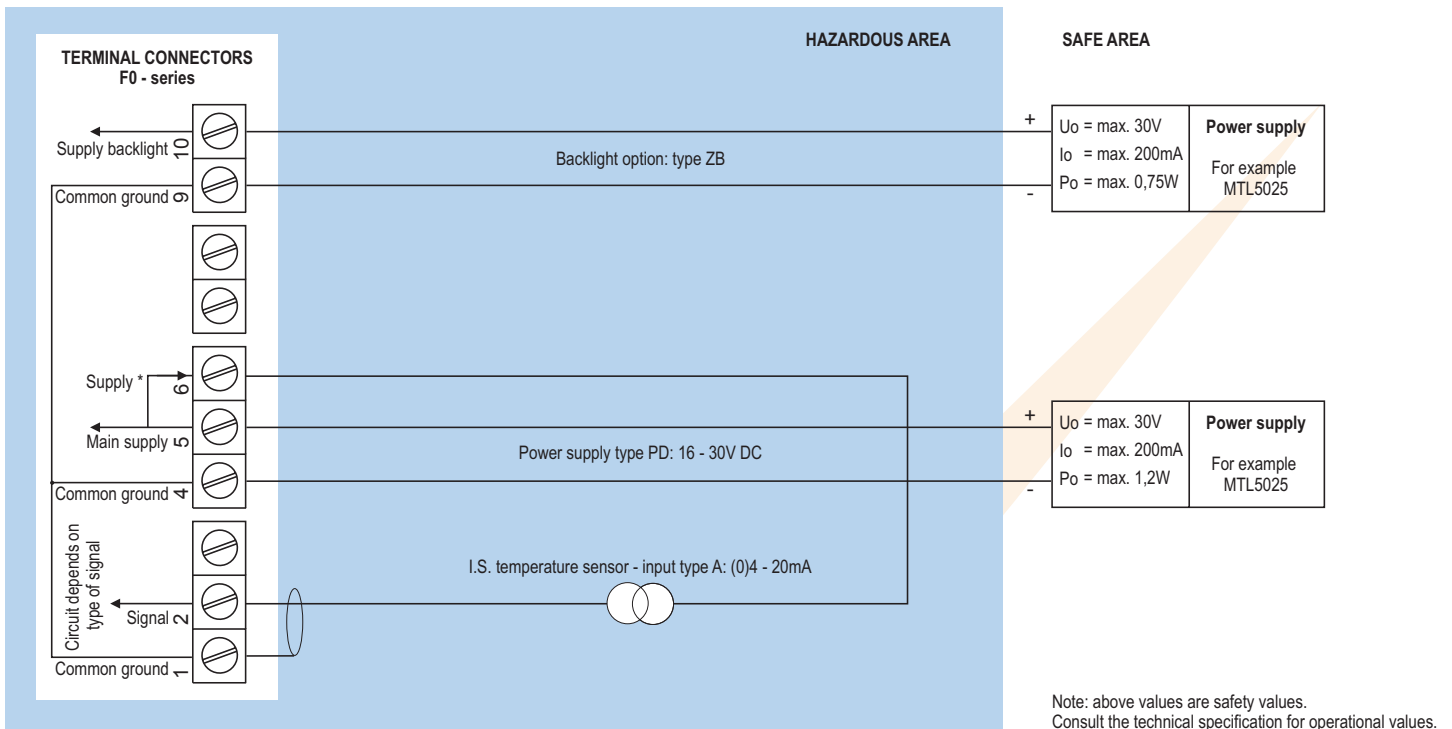 HAZARDOUS AREA
SAFE AREA
TERMINAL CONNECTORS
F0 - series
Supply backlight
10
Common ground
9
Backlight option: type ZB
+
-
Uo = max. 30V
Io = max. 200mA
Po = max. 0,75W
Power supply
For example
MTL5025
Supply *
6
Main supply
5
Common ground
4
Power supply type PD: 16 - 30V DC
+
-
Uo = max. 30V
Io = max. 200mA
Po = max. 1,2W
Power supply
For example
MTL5025
Circuit depends on
type of signal
Signal
2
Common ground
1
I.S. temperature sensor - input type A: (0)4 - 20mA
Note: above values are safety values.
Consult the technical specification for operational values.